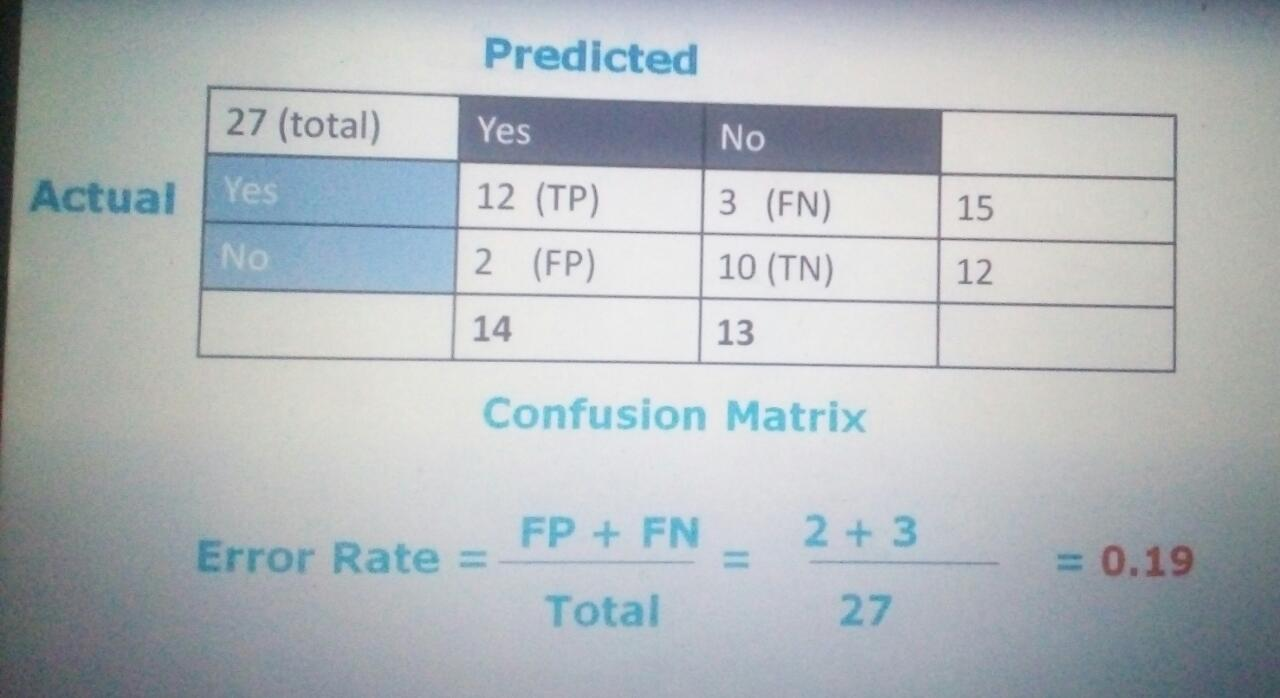 Predicted
27 (total) Yes No
Actual Yes 12 (TP) 3 (FN) 15
No 2 (FP) 10 (TN) 12
14 13
Confusion Matrix
Error Rate = FP + FN / Total = 2 + 3 / 27 = 0.19